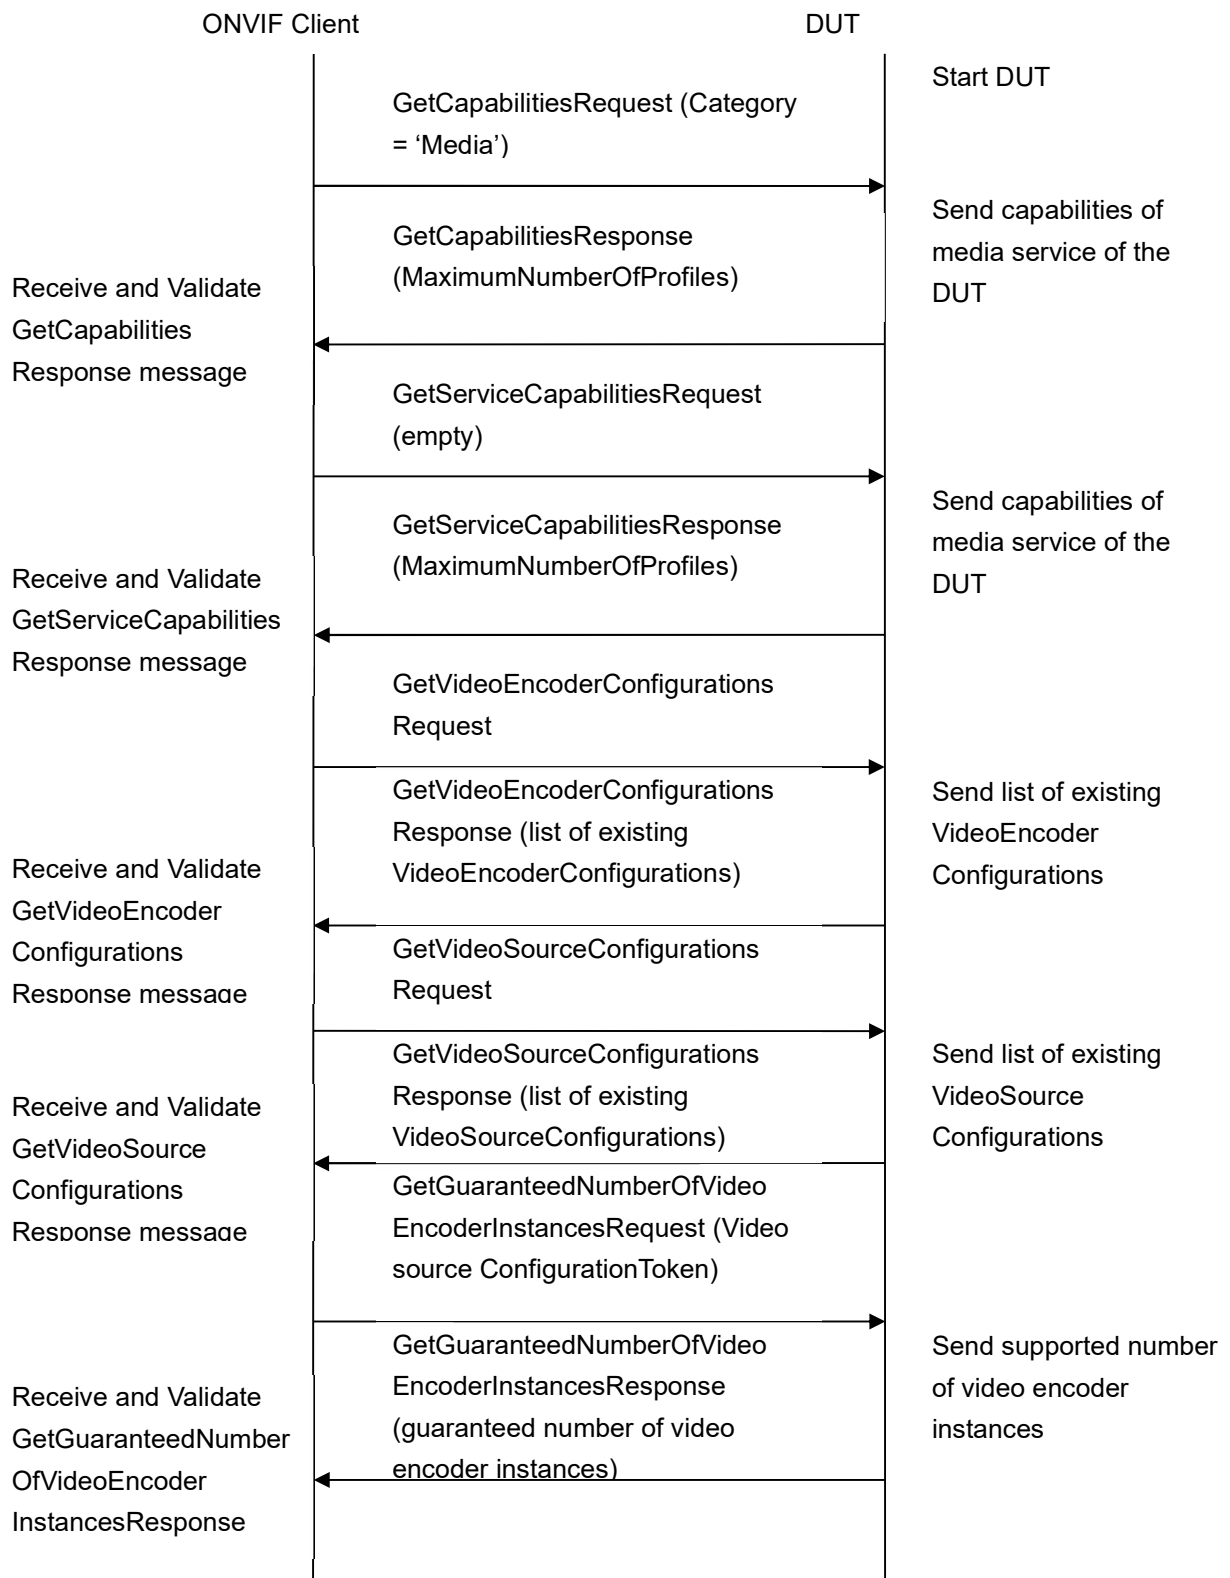 ONVIF Client
DUT
Start DUT
GetCapabilitiesRequest (Category
= ‘Media’)
Send capabilities of
media service of the
DUT
GetCapabilitiesResponse
(MaximumNumberOfProfiles)
Receive and Validate
GetCapabilities
Response message
GetServiceCapabilitiesRequest
(empty)
Send capabilities of
media service of the
DUT
GetServiceCapabilitiesResponse
(MaximumNumberOfProfiles)
Receive and Validate
GetServiceCapabilities
Response message
GetVideoEncoderConfigurations
Request
GetVideoEncoderConfigurations
Response (list of existing
VideoEncoderConfigurations)
Send list of existing
VideoEncoder
Configurations
Receive and Validate
GetVideoEncoder
Configurations
Response message
GetVideoSourceConfigurations
Request
GetVideoSourceConfigurations
Response (list of existing
VideoSourceConfigurations)
Send list of existing
VideoSource
Configurations
Receive and Validate
GetVideoSource
Configurations
Response message
GetGuaranteedNumberOfVideo
EncoderInstancesRequest (Video
source ConfigurationToken)
GetGuaranteedNumberOfVideo
EncoderInstancesResponse
(guaranteed number of video
encoder instances)
Send supported number
of video encoder
instances
Receive and Validate
GetGuaranteedNumber
OfVideoEncoder
InstancesResponse